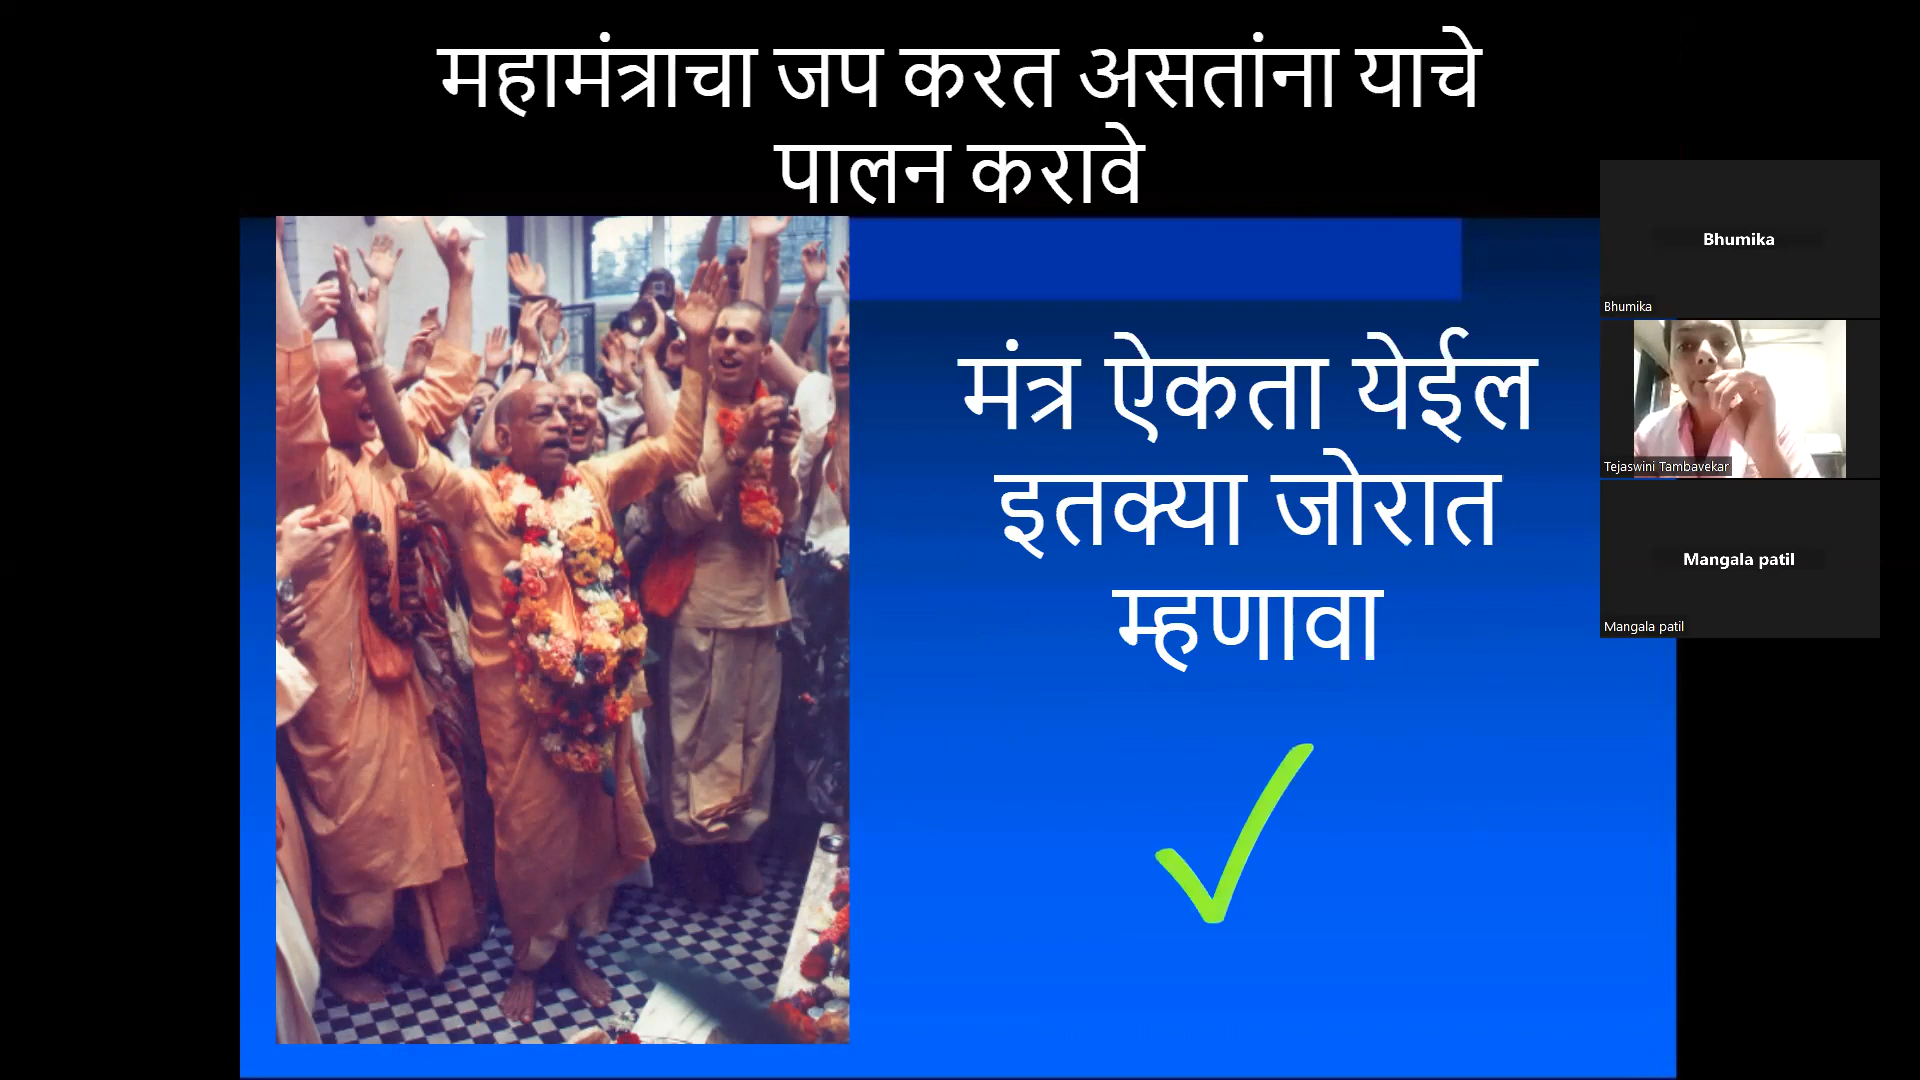 महामंत्राचा जप करत असतांना याचे
पालन करावे
मंत्र ऐकता येईल
इतक्या जोरात
म्हणावा
Bhumika
Bhumika
Tejaswini Tambavekar
Mangala patil
Mangala patil